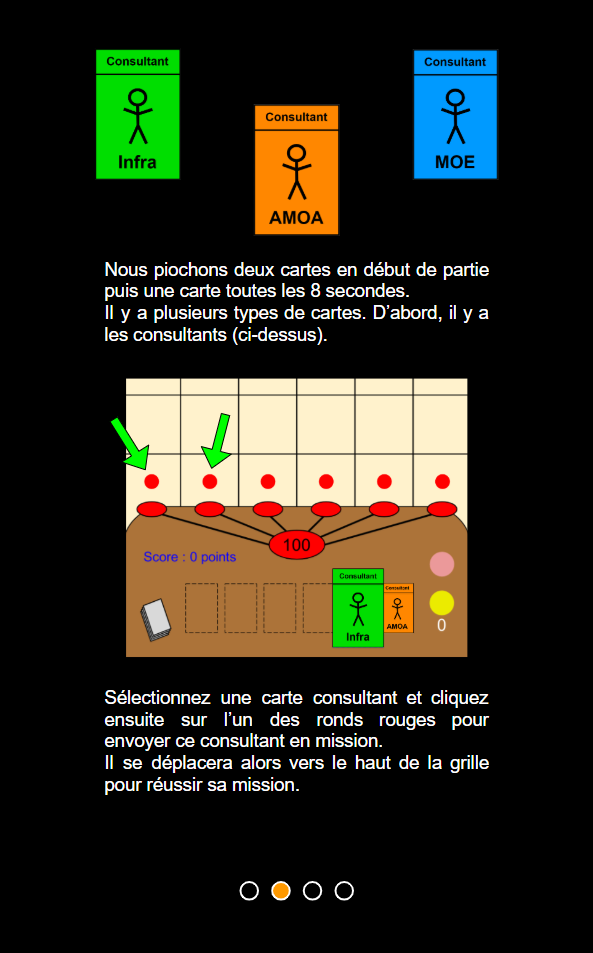 Consultant
Infra
Consultant
AMOA
Consultant
MOE
Nous piochons deux cartes en début de partie
puis une carte toutes les 8 secondes.
Il y a plusieurs types de cartes. D’abord, il y a
les consultants (ci-dessus).
100
Score : 0 points
Consultant
Infra
Consultant
AMOA
0
Sélectionnez une carte consultant et cliquez
ensuite sur l’un des ronds rouges pour
envoyer ce consultant en mission.
Il se déplacera alors vers le haut de la grille
pour réussir sa mission.